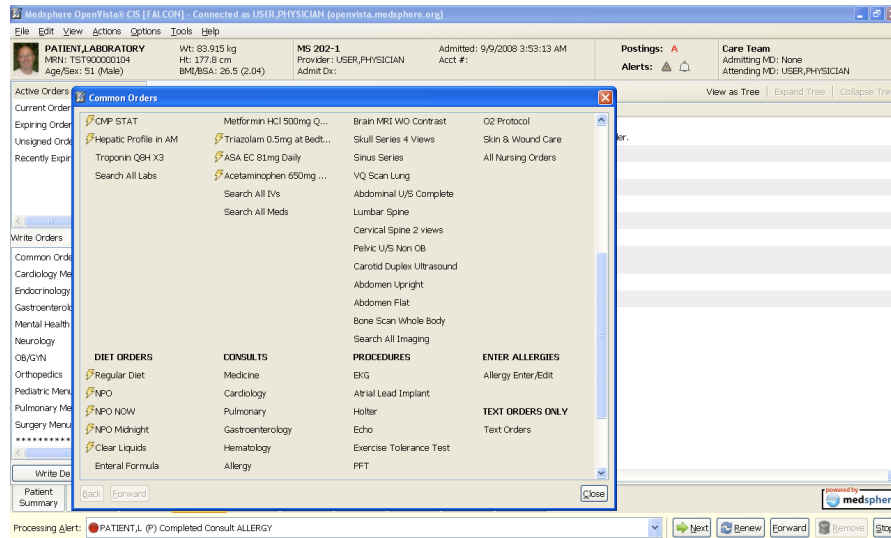 Medsphere OpenVista® CIS [FALCON] - Connected as USER,PHYSICIAN (openvista.medsphere.org)
File Edit View Actions Options Tools Help
PATIENT,LABORATORY
MRN: TST900000104
Age/Sex: 51 (Male)
Wt: 83.915 kg
Ht: 177.8 cm
BMI/BSA: 26.5 (2.04)
MS 202-1
Provider: USER,PHYSICIAN
Admit Dx:
Admitted: 9/9/2008 3:53:13 AM
Acct #:
Postings: A
Alerts:
Care Team
Admitting MD: None
Attending MD: USER,PHYSICIAN
Active Orders
Current Order
Expiring Order
Unsigned Orde
Recently Expir
View as Tree Expand Tree Collapse Tre
der.
Write Orders
Common Orde
Cardiology Me
Endocrinology
Gastroenterolo
Mental Health
Neurology
OB/GYN
Orthopedics
Pediatric Menu
Pulmonary Me
Surgery Menu
**********
Write De
Common Orders
CMP STAT
Hepatic Profile in AM
Troponin Q8H X3
Search All Labs
Metformin HCl 500mg Q...
Triazolam 0.5mg at Bedt...
ASA EC 81mg Daily
Acetaminophen 650mg ...
Search All IVs
Search All Meds
Brain MRI WO Contrast
Skull Series 4 Views
Sinus Series
VQ Scan Lung
Abdominal U/S Complete
Lumbar Spine
Cervical Spine 2 views
Pelvic U/S Non OB
Carotid Duplex Ultrasound
Abdomen Upright
Abdomen Flat
Bone Scan Whole Body
Search All Imaging
O2 Protocol
Skin & Wound Care
All Nursing Orders
DIET ORDERS
Regular Diet
NPO
NPO NOW
NPO Midnight
Clear Liquids
Enteral Formula
CONSULTS
Medicine
Cardiology
Pulmonary
Gastroenterology
Hematology
Allergy
PROCEDURES
EKG
Atrial Lead Implant
Holter
Echo
Exercise Tolerance Test
PFT
ENTER ALLERGIES
Allergy Enter/Edit
TEXT ORDERS ONLY
Text Orders
Back Forward Close
Patient
Summary
powered by
medspher
Processing Alert: PATIENT,L (P) Completed Consult ALLERGY
Next Renew Forward Remove Stop